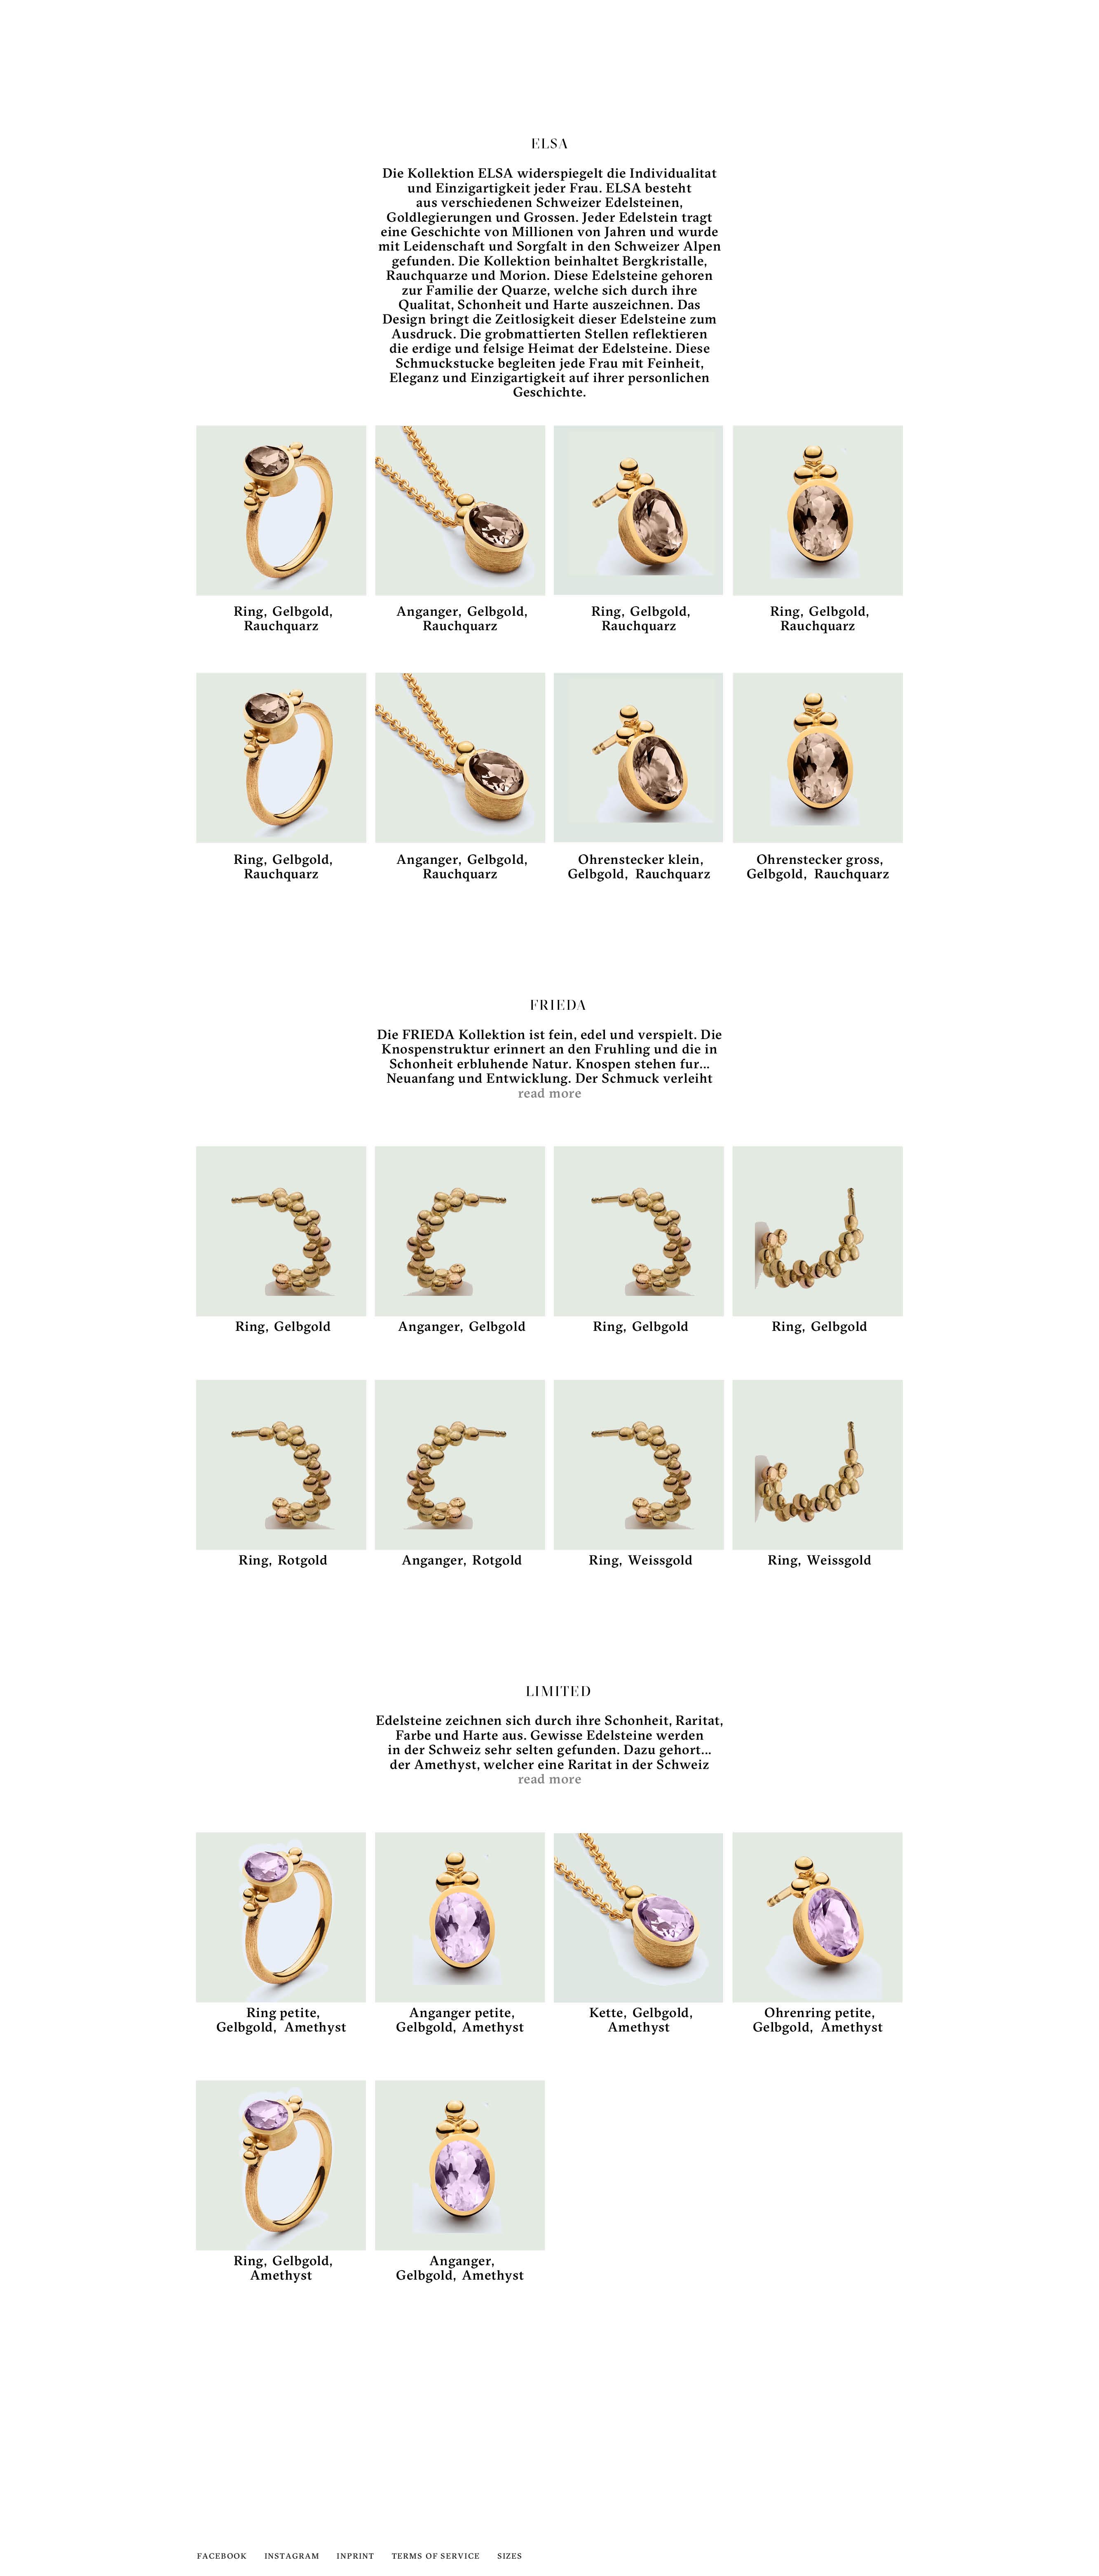 ELSA
Die Kollektion ELSA widerspiegelt die Individualitat
und Einzigartigkeit jeder Frau. ELSA besteht
aus verschiedenen Schweizer Edelsteinen,
Goldlegierungen und Grossen. Jeder Edelstein tragt
eine Geschichte von Millionen von Jahren und wurde
mit Leidenschaft und Sorgfalt in den Schweizer Alpen
gefunden. Die Kollektion beinhaltet Bergkristalle,
Rauchquarze und Morion. Diese Edelsteine gehoren
zur Familie der Quarze, welche sich durch ihre
Qualitat, Schonheit und Harte auszeichnen. Das
Design bringt die Zeitlosigkeit dieser Edelsteine zum
Ausdruck. Die grobmattierten Stellen reflektieren
die erdige und felsige Heimat der Edelsteine. Diese
Schmuckstucke begleiten jede Frau mit Feinheit,
Eleganz und Einzigartigkeit auf ihrer personlichen
Geschichte.
Ring, Gelbgold,
Rauchquarz
Anganger, Gelbgold,
Rauchquarz
Ring, Gelbgold,
Rauchquarz
Ring, Gelbgold,
Rauchquarz
Ring, Gelbgold,
Rauchquarz
Anganger, Gelbgold,
Rauchquarz
Ohrenstecker klein,
Gelbgold, Rauchquarz
Ohrenstecker gross,
Gelbgold, Rauchquarz
FRIEDA
Die FRIEDA Kollektion ist fein, edel und verspielt. Die
Knospenstruktur erinnert an den Fruhling und die in
Schonheit erbluhende Natur. Knospen stehen fur...
Neuanfang und Entwicklung. Der Schmuck verleiht
read more
Ring, Gelbgold
Anganger, Gelbgold
Ring, Gelbgold
Ring, Gelbgold
Ring, Rotgold
Anganger, Rotgold
Ring, Weissgold
Ring, Weissgold
LIMITED
Edelsteine zeichnen sich durch ihre Schonheit, Raritat,
Farbe und Harte aus. Gewisse Edelsteine werden
in der Schweiz sehr selten gefunden. Dazu gehort...
der Amethyst, welcher eine Raritat in der Schweiz
read more
Ring petite,
Gelbgold, Amethyst
Anganger petite,
Gelbgold, Amethyst
Kette, Gelbgold,
Amethyst
Ohrenring petite,
Gelbgold, Amethyst
Ring, Gelbgold,
Amethyst
Anganger,
Gelbgold, Amethyst
FACEBOOK INSTAGRAM INPRINT TERMS OF SERVICE SIZES